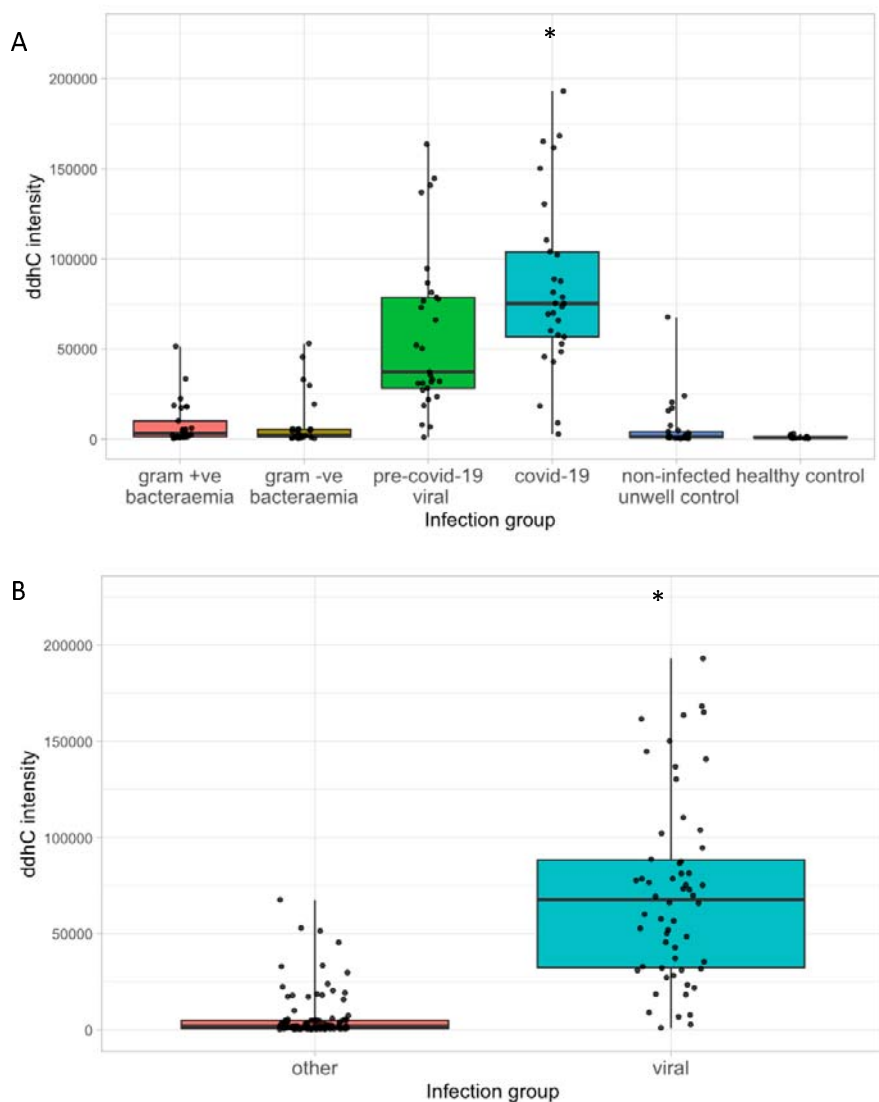 A
*
200000
150000
100000
50000
0
ddhC intensity
gram +ve bacteraemia
gram -ve bacteraemia
pre-covid-19 viral
covid-19
non-infected unwell control
healthy control
Infection group
B
*
200000
150000
100000
50000
0
ddhC intensity
other
viral
Infection group